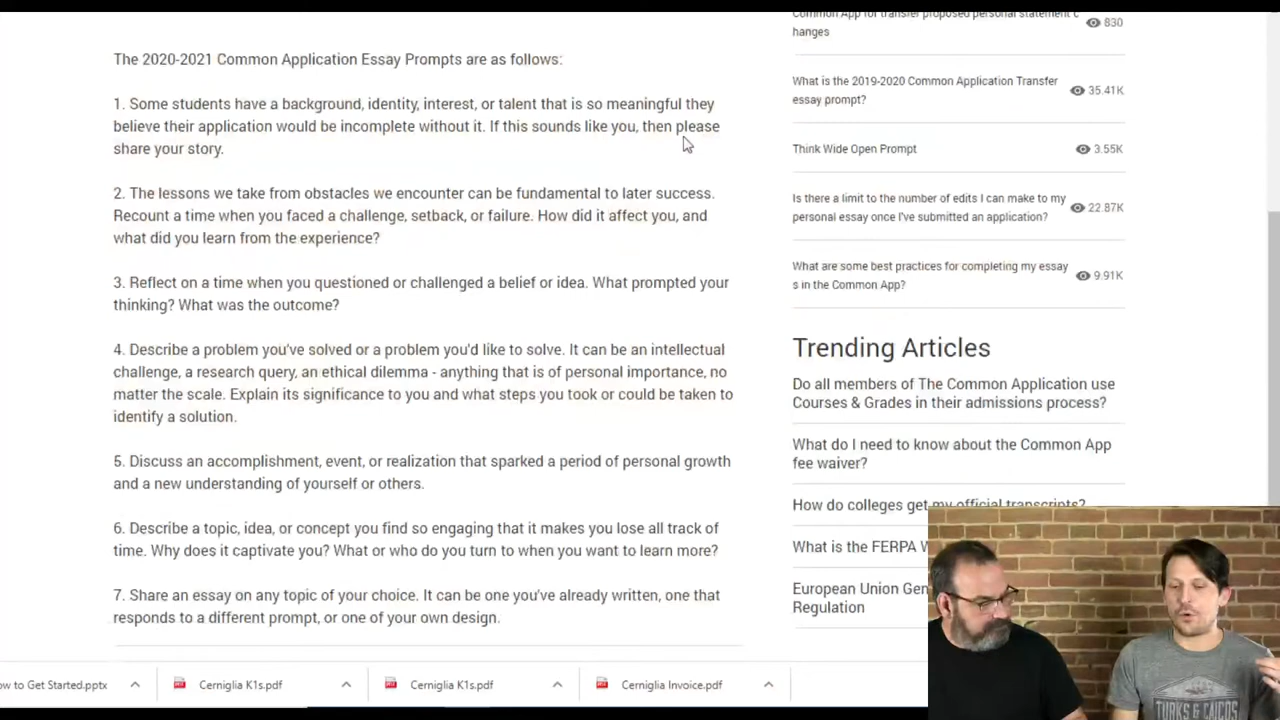 Common App for transfer proposed personal statement c
hanges
830
The 2020-2021 Common Application Essay Prompts are as follows:
1. Some students have a background, identity, interest, or talent that is so meaningful they
believe their application would be incomplete without it. If this sounds like you, then please
share your story.
2. The lessons we take from obstacles we encounter can be fundamental to later success.
Recount a time when you faced a challenge, setback, or failure. How did it affect you, and
what did you learn from the experience?
3. Reflect on a time when you questioned or challenged a belief or idea. What prompted your
thinking? What was the outcome?
4. Describe a problem you've solved or a problem you'd like to solve. It can be an intellectual
challenge, a research query, an ethical dilemma - anything that is of personal importance, no
matter the scale. Explain its significance to you and what steps you took or could be taken to
identify a solution.
5. Discuss an accomplishment, event, or realization that sparked a period of personal growth
and a new understanding of yourself or others.
6. Describe a topic, idea, or concept you find so engaging that it makes you lose all track of
time. Why does it captivate you? What or who do you turn to when you want to learn more?
7. Share an essay on any topic of your choice. It can be one you've already written, one that
responds to a different prompt, or one of your own design.
What is the 2019-2020 Common Application Transfer
essay prompt?
35.41K
Think Wide Open Prompt
3.55K
Is there a limit to the number of edits I can make to my
personal essay once I've submitted an application?
22.87K
What are some best practices for completing my essay
s in the Common App?
9.91K
Trending Articles
Do all members of The Common Application use
Courses & Grades in their admissions process?
What do I need to know about the Common App
fee waiver?
How do colleges get my official transcripts?
What is the FERPA
European Union Gen
Regulation
ow to Get Started.pptx
Cerniglia K1s.pdf
Cerniglia K1s.pdf
Cerniglia Invoice.pdf
TURKS & CAICOS